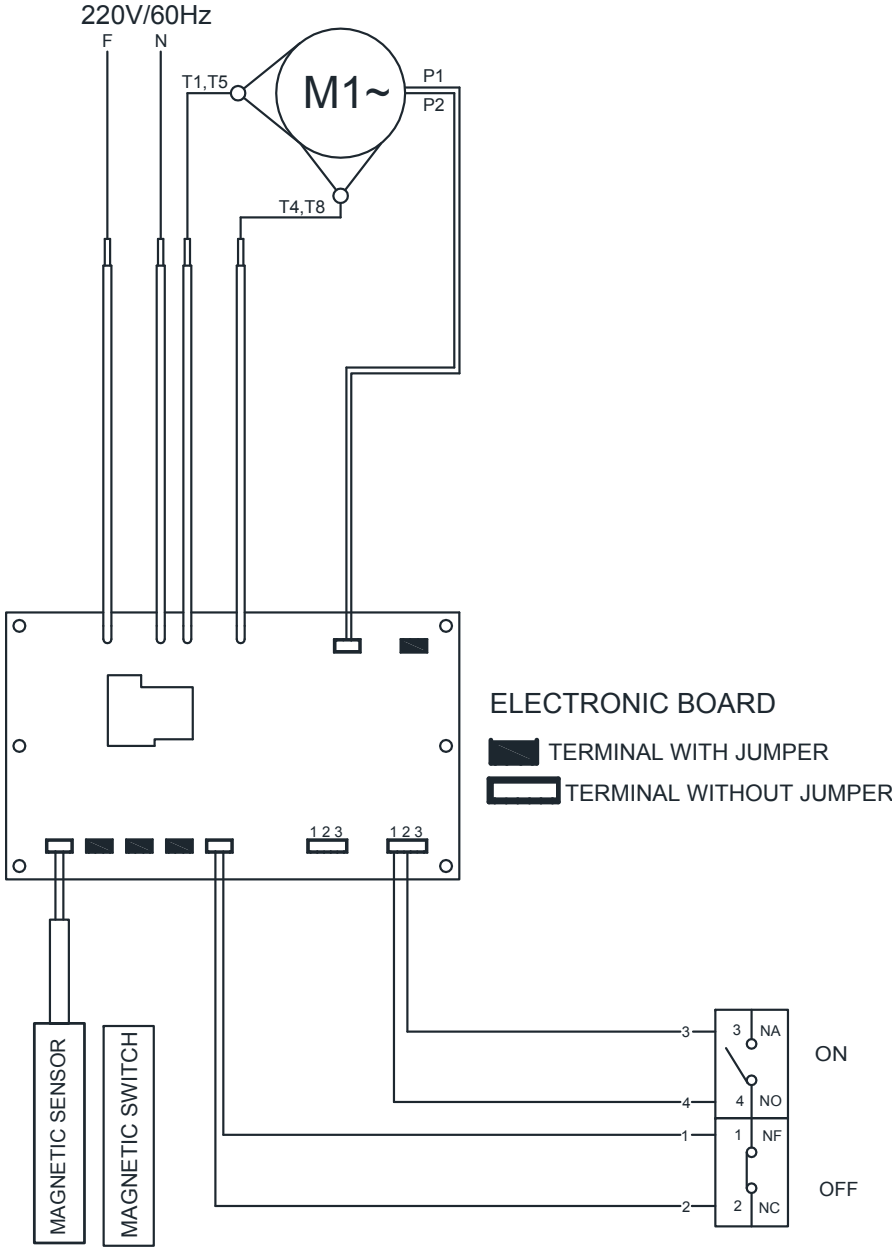 220V/60Hz
F
N
T1,T5
M1~
P1
P2
T4,T8
ELECTRONIC BOARD
TERMINAL WITH JUMPER
TERMINAL WITHOUT JUMPER
1 2 3
1 2 3
MAGNETIC SENSOR
MAGNETIC SWITCH
3
3
NA
ON
4
4
NO
1
1
NF
OFF
2
2
NC